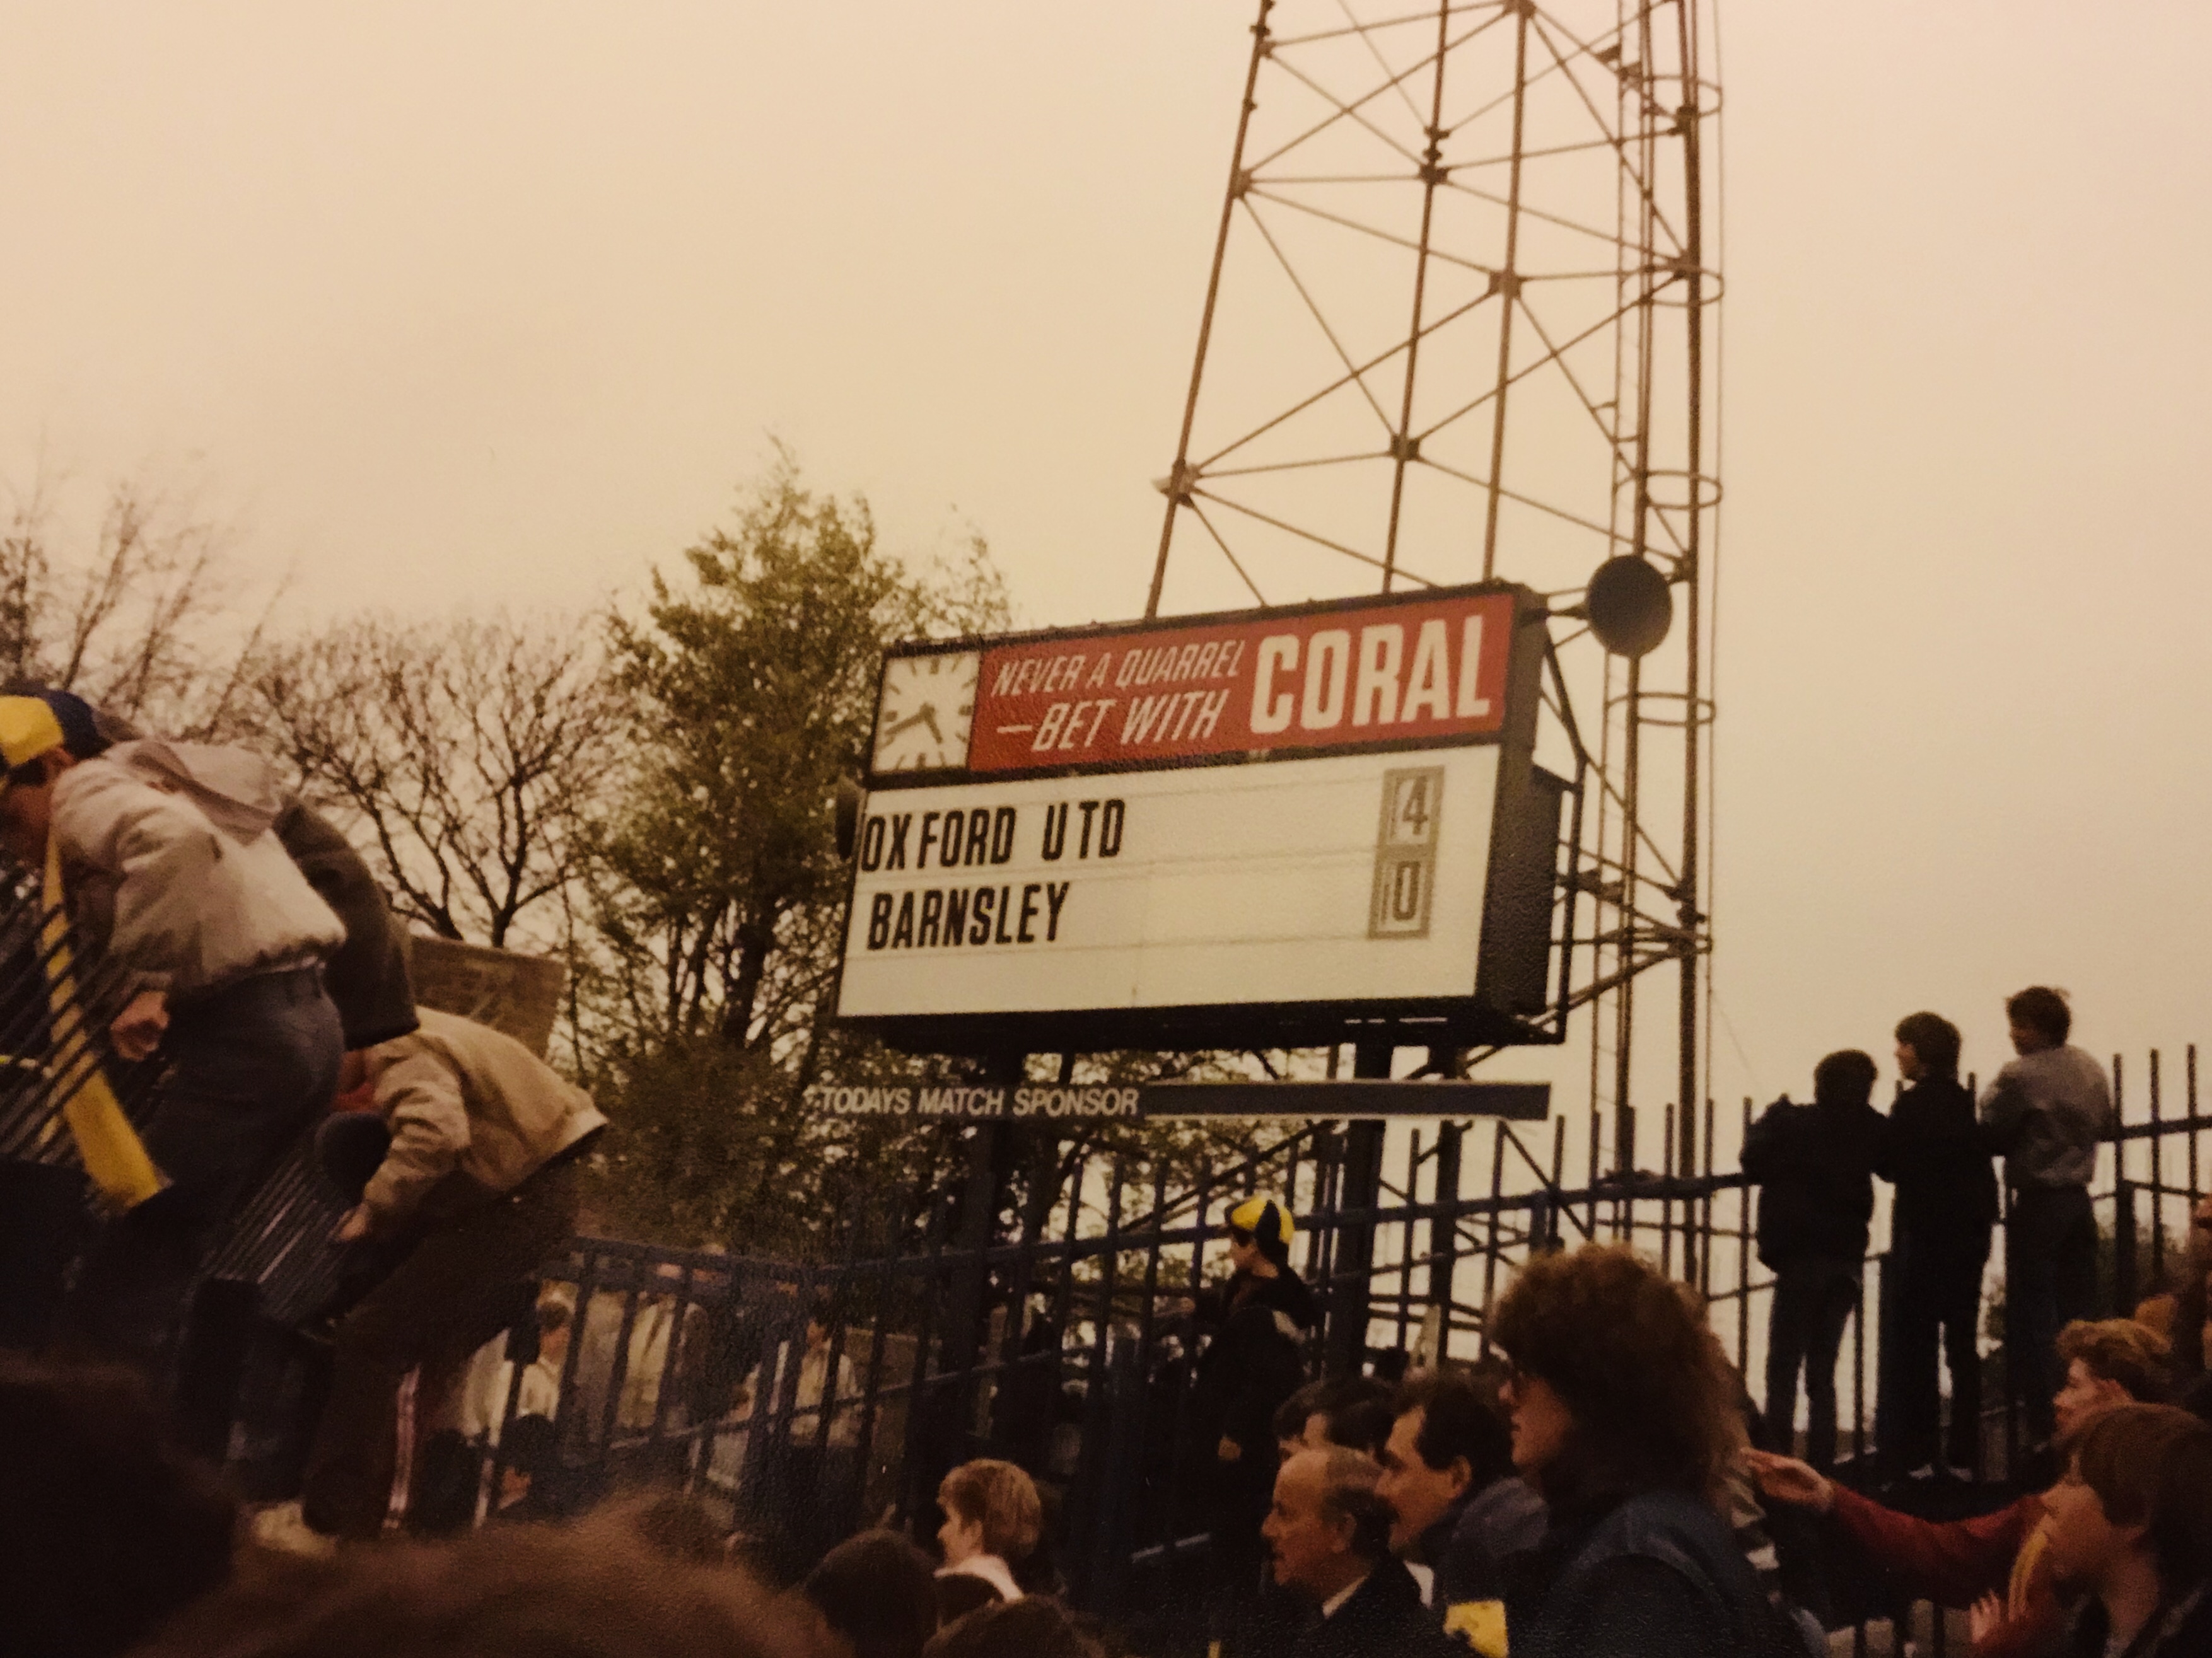 NEVER A QUARREL
—BET WITH CORAL
OXFORD UTD 4
BARNSLEY 0
TODAYS MATCH SPONSOR